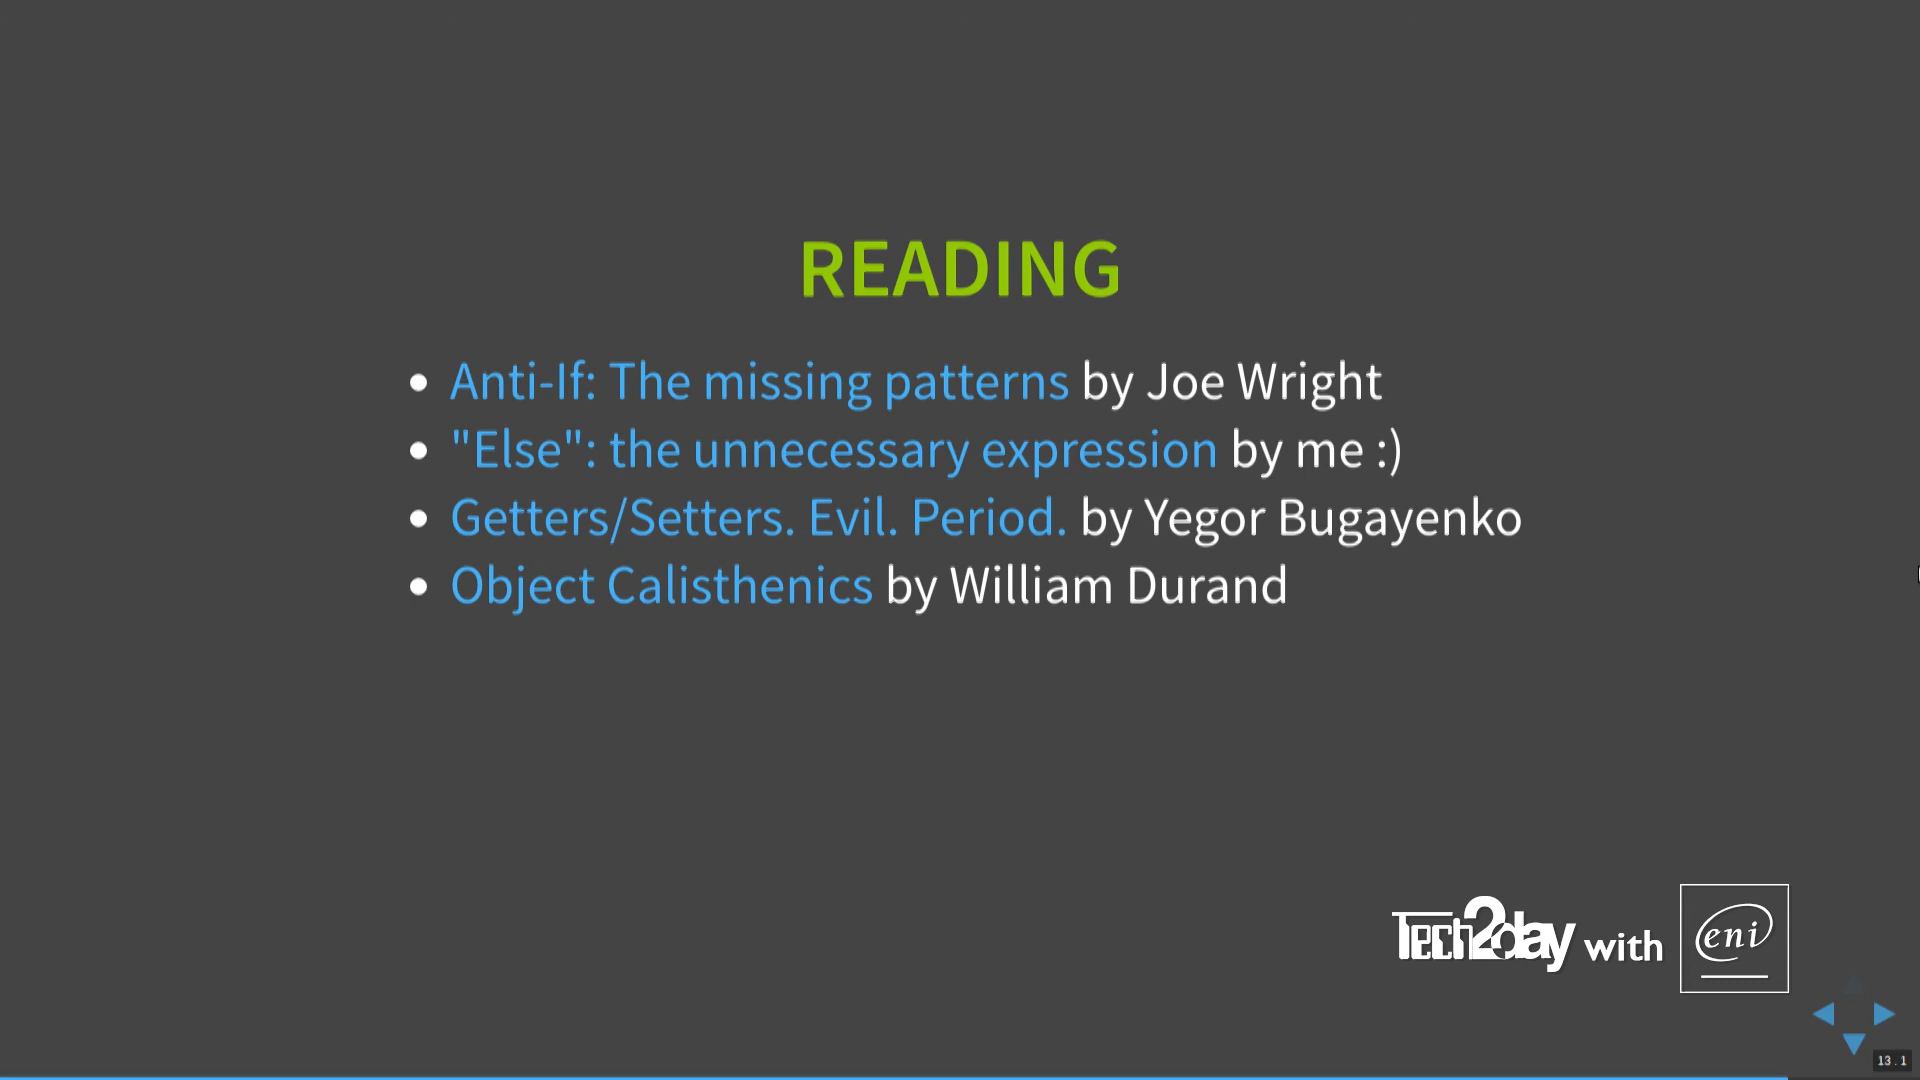 READING
Anti-If: The missing patterns by Joe Wright
"Else": the unnecessary expression by me :)
Getters/Setters. Evil. Period. by Yegor Bugayenko
Object Calisthenics by William Durand
Tech2day with eni
13.1